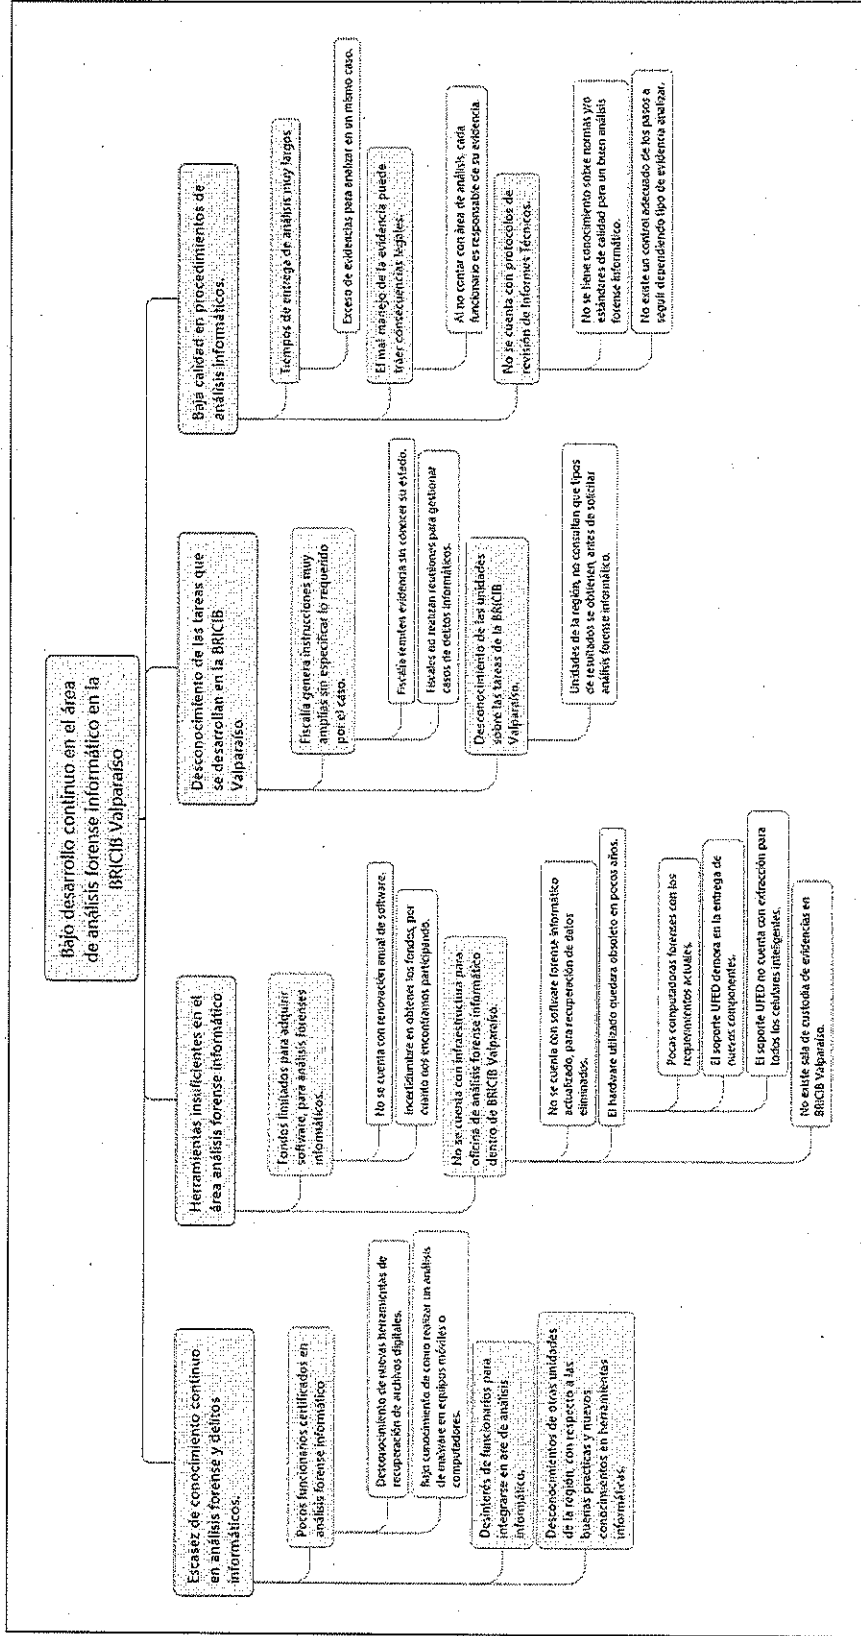 Bajo desarrollo continuo en el área
de análisis forense informático en la
BRICIB Valparaíso
Escasez de conocimiento continuo
en análisis forense y delitos
informáticos.
Pocos funcionarios certificados en
análisis forense informático
Desconocimiento de nuevas herramientas de
recuperación de archivos digitales.
Bajo conocimiento de como realizar un análisis
de malware en equipos móviles o
computadores.
Desinterés de funcionarios para
integrarse en are de análisis
informático.
Desconocimientos de otras unidades
de la región, con respecto a las
buenas practicas y nuevos
conocimientos en herramientas
informáticas.
Herramientas insuficientes en el
área análisis forense informático.
Fondos limitados para adquirir
software, para análisis forenses
informáticos.
No se cuenta con renovación anual de software.
Incertidumbre en obtener los fondos, por
cuanto nos encontramos participando.
No se cuenta con infraestructura para
oficina de análisis forense informático
dentro de BRICIB Valparaíso.
No se cuenta con software forense informático
actualizado, para recuperación de datos
eliminados.
El hardware utilizado quedara obsoleto en pocos años.
Pocas computadoras forenses con los
requerimientos actuales.
El soporte UFED demora en la entrega de
nuevos componentes.
El soporte UFED no cuenta con extracción para
todos los celulares inteligentes.
No existe sala de custodia de evidencias en
BRICIB Valparaíso.
Desconocimiento de las tareas que
se desarrollan en la BRICIB
Valparaíso
Fiscalía genera instrucciones muy
amplias sin especificar lo requerido
por el caso.
Fiscalía remiten evidencia sin conocer su estado.
Fiscales no realizan reuniones para gestionar
casos de delitos informáticos.
Desconocimiento de las unidades
sobre las tareas de la BRICIB
Valparaíso.
Unidades de la región, no consultan que tipos
de resultados se obtienen, antes de solicitar
análisis forense informático.
Baja calidad en procedimientos de
análisis informáticos.
Tiempos de entrega de análisis muy largos
Exceso de evidencias para analizar en un mismo caso.
El mal manejo de la evidencia puede
traer consecuencias legales.
Al no contar con área de análisis, cada
funcionario es responsable de su evidencia.
No se cuenta con protocolos de
revisión de Informes Técnicos.
No se tiene conocimiento sobre normas y/o
estándares de calidad para un buen análisis
forense informático.
No existe un control adecuado de los pasos a
seguir dependiendo tipo de evidencia analizar.